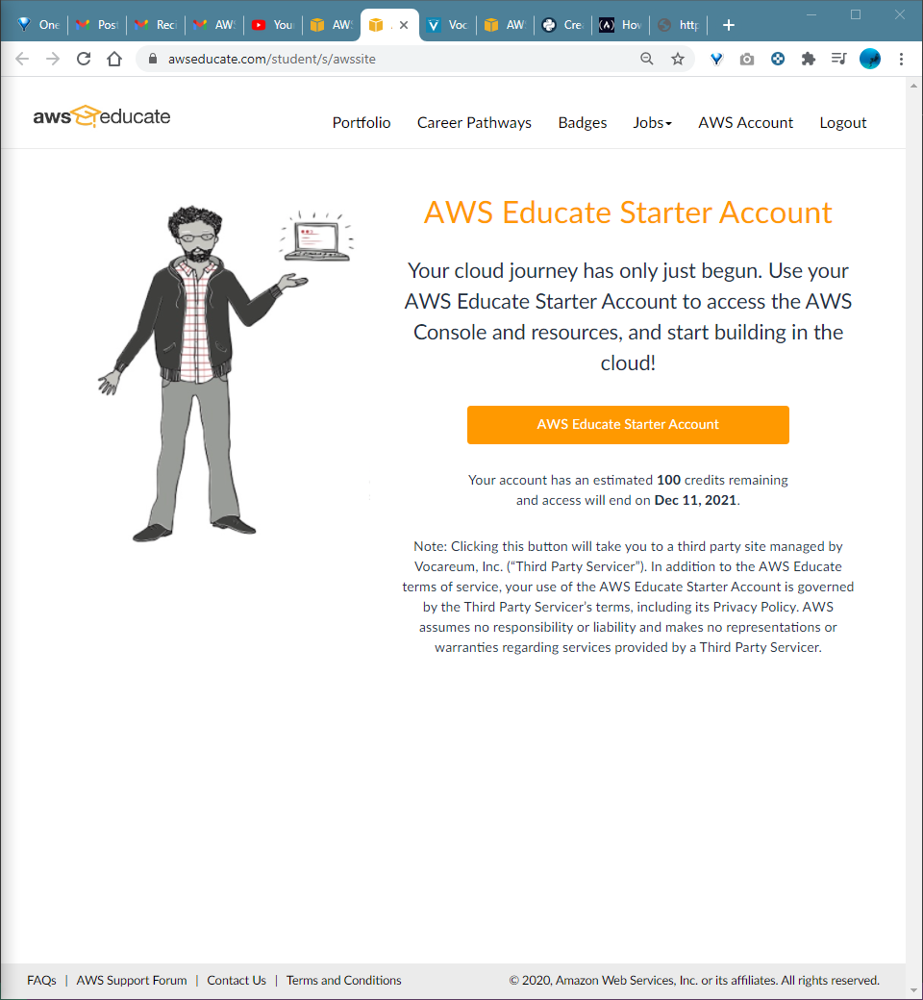 One
Post
Reci
AWS
You
AWS
Voc
AWS
Crea
How
http
awseducate.com/student/s/awssite
aws educate
Portfolio
Career Pathways
Badges
Jobs
AWS Account
Logout
AWS Educate Starter Account
Your cloud journey has only just begun. Use your
AWS Educate Starter Account to access the AWS
Console and resources, and start building in the
cloud!
AWS Educate Starter Account
Your account has an estimated 100 credits remaining
and access will end on Dec 11, 2021.
Note: Clicking this button will take you to a third party site managed by
Vocareum, Inc. (“Third Party Servicer”). In addition to the AWS Educate
terms of service, your use of the AWS Educate Starter Account is governed
by the Third Party Servicer’s terms, including its Privacy Policy. AWS
assumes no responsibility or liability and makes no representations or
warranties regarding services provided by a Third Party Servicer.
FAQs | AWS Support Forum | Contact Us | Terms and Conditions
© 2020, Amazon Web Services, Inc. or its affiliates. All rights reserved.